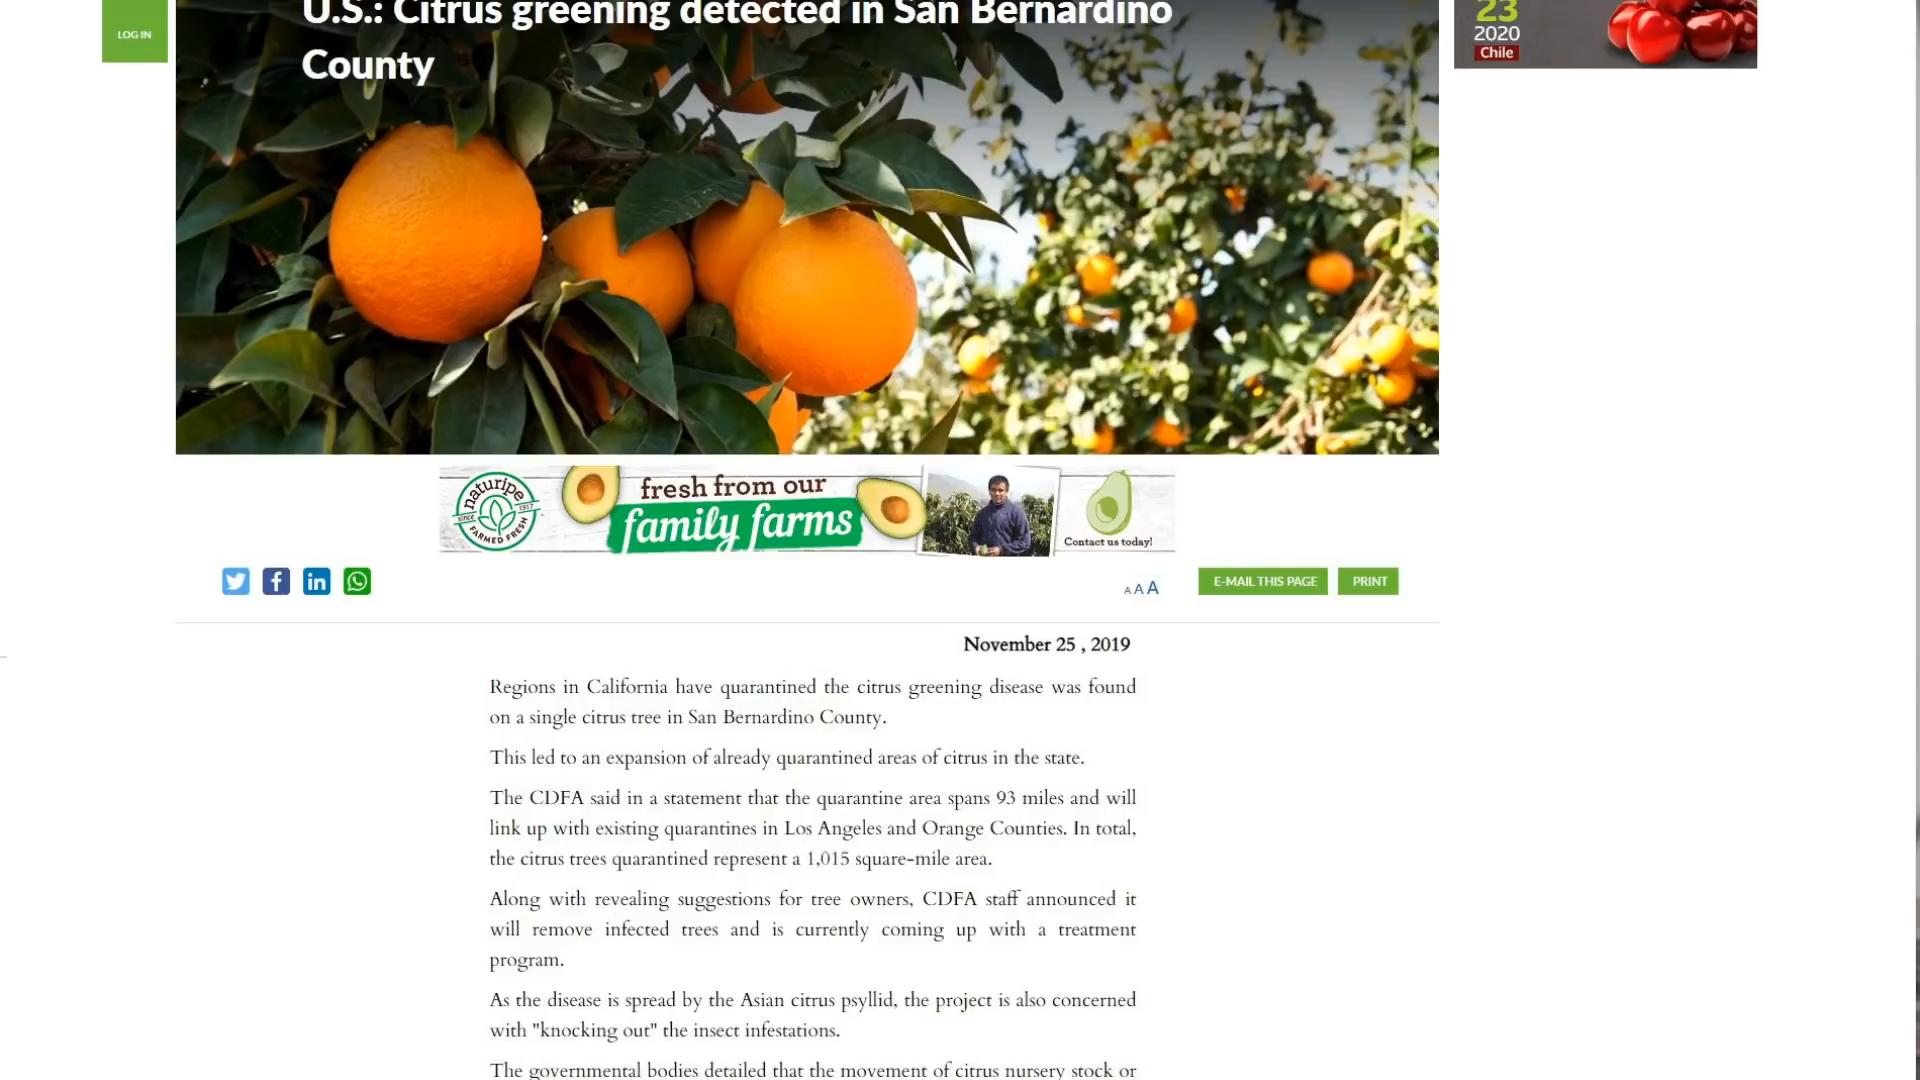 LOG IN
U.S.: Citrus greening detected in San Bernardino
County
23
2020
Chile
naturipe
since 1917
FARMED FRESH
fresh from our
family farms
Contact us today!
A A A
E-MAIL THIS PAGE
PRINT
November 25 , 2019
Regions in California have quarantined the citrus greening disease was found
on a single citrus tree in San Bernardino County.
This led to an expansion of already quarantined areas of citrus in the state.
The CDFA said in a statement that the quarantine area spans 93 miles and will
link up with existing quarantines in Los Angeles and Orange Counties. In total,
the citrus trees quarantined represent a 1,015 square-mile area.
Along with revealing suggestions for tree owners, CDFA staff announced it
will remove infected trees and is currently coming up with a treatment
program.
As the disease is spread by the Asian citrus psyllid, the project is also concerned
with "knocking out" the insect infestations.
The governmental bodies detailed that the movement of citrus nursery stock or